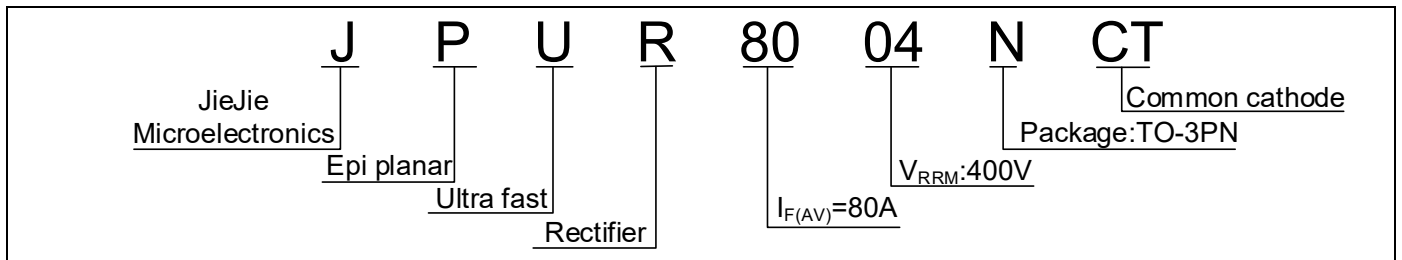 J P U R 80 04 N CT
JieJie
Microelectronics
Common cathode
Package:TO-3PN
Epi planar
VRRM:400V
Ultra fast
IF(AV)=80A
Rectifier